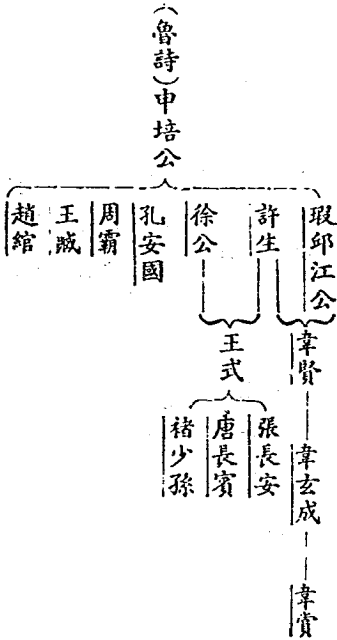 （魯詩）申培公
瑕邱江公
許生
徐公
孔安國
周霸
王臧
趙綰
韋賢
王式
張長安
唐長賓
褚少孫
韋玄成
韋賞